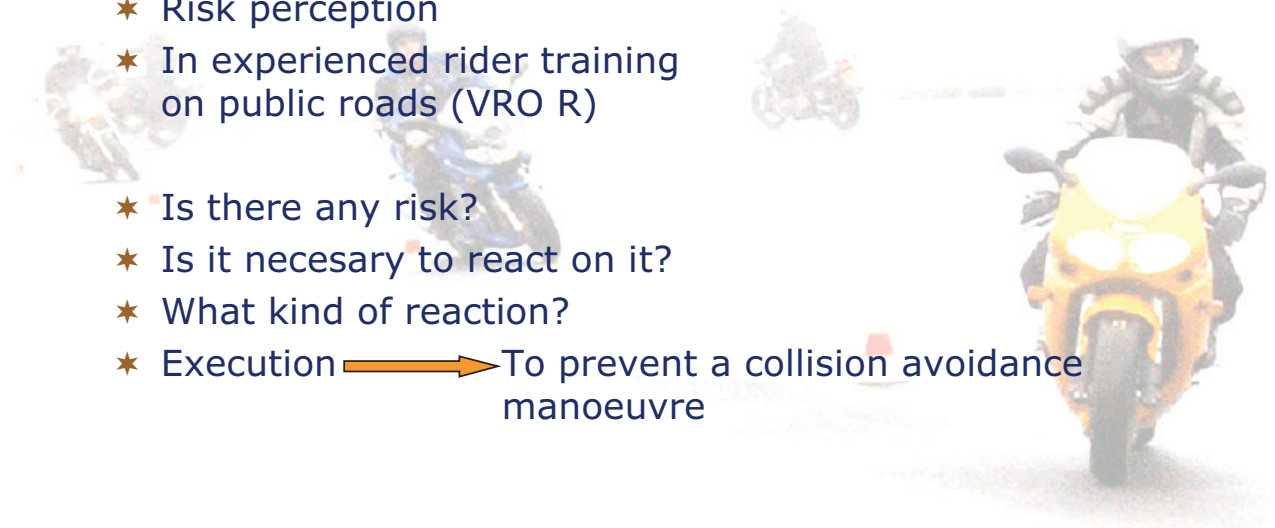 Risk perception
In experienced rider training
on public roads (VRO R)
Is there any risk?
Is it necesary to react on it?
What kind of reaction?
Execution To prevent a collision avoidance
manoeuvre